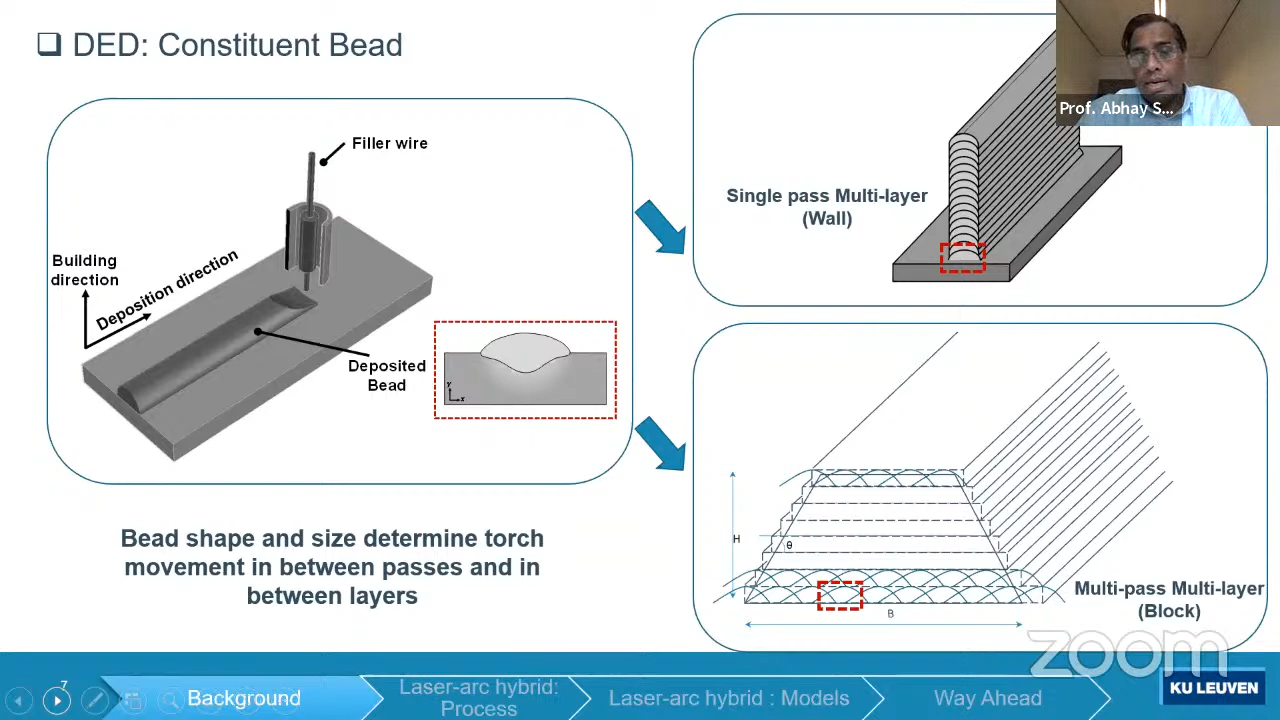 DED: Constituent Bead
Filler wire
Building
direction
Deposition direction
Deposited
Bead
y
x
Bead shape and size determine torch
movement in between passes and in
between layers
Single pass Multi-layer
(Wall)
Prof. Abhay S...
H
θ
B
Multi-pass Multi-layer
(Block)
zoom
7
Background
Laser-arc hybrid:
Process
Laser-arc hybrid : Models
Way Ahead
KU LEUVEN